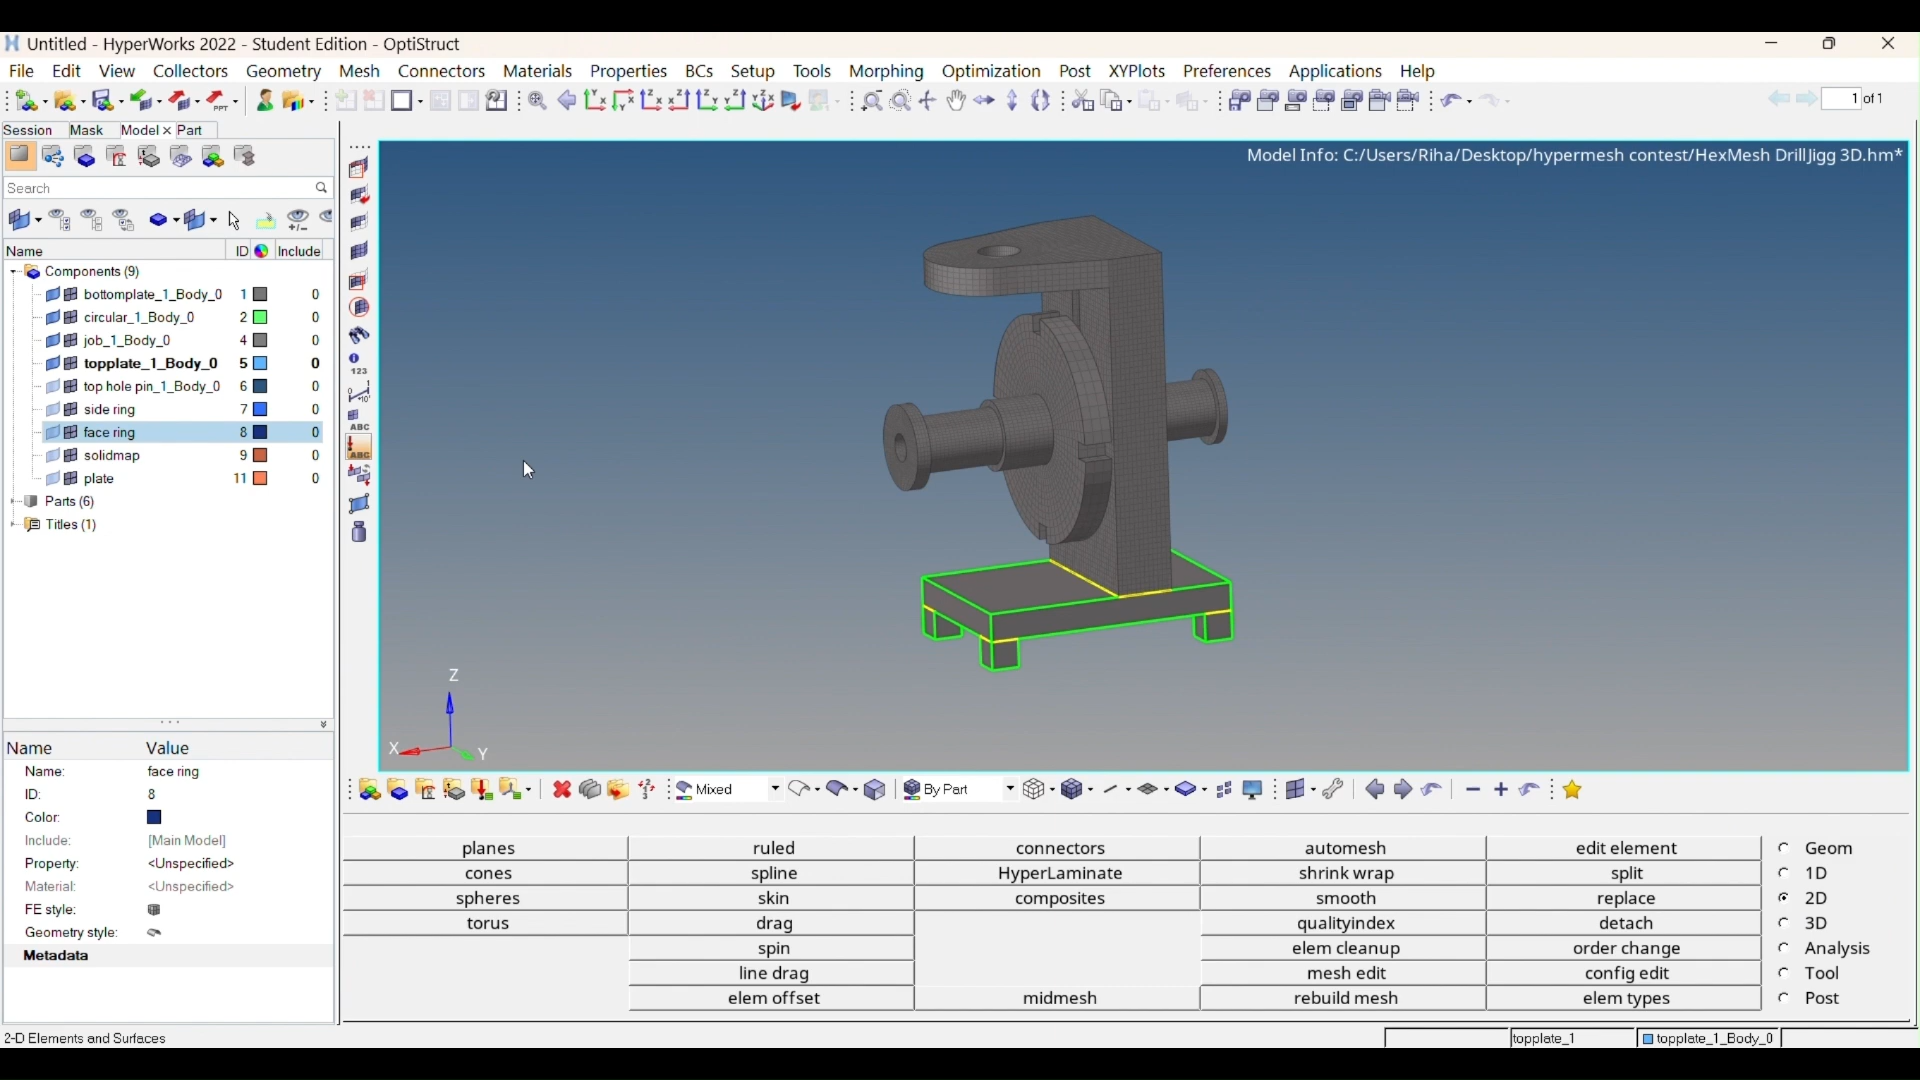 Untitled - HyperWorks 2022 - Student Edition - OptiStruct
File Edit View Collectors Geometry Mesh Connectors Materials Properties BCs Setup Tools Morphing Optimization Post XYPlots Preferences Applications Help
1 of 1
Session Mask Model x Part
Model Info: C:/Users/Riha/Desktop/hypermesh contest/HexMesh DrillJigg 3D.hm*
Search
Name ID Include
Components (9)
bottomplate_1_Body_0 1 0
circular_1_Body_0 2 0
job_1_Body_0 4 0
topplate_1_Body_0 5 0
top hole pin_1_Body_0 6 0
side ring 7 0
face ring 8 0
solidmap 9 0
plate 11 0
Parts (6)
Titles (1)
123
ABC
ABC
Z
X
Y
Name Value
Name: face ring
ID: 8
Color:
Include: [Main Model]
Property: <Unspecified>
Material: <Unspecified>
FE style:
Geometry style:
Metadata
Mixed By Part
planes ruled connectors automesh edit element Geom
cones spline HyperLaminate shrink wrap split 1D
spheres skin composites smooth replace 2D
torus drag qualityindex detach 3D
spin elem cleanup order change Analysis
line drag mesh edit config edit Tool
elem offset midmesh rebuild mesh elem types Post
2-D Elements and Surfaces topplate_1 topplate_1_Body_0